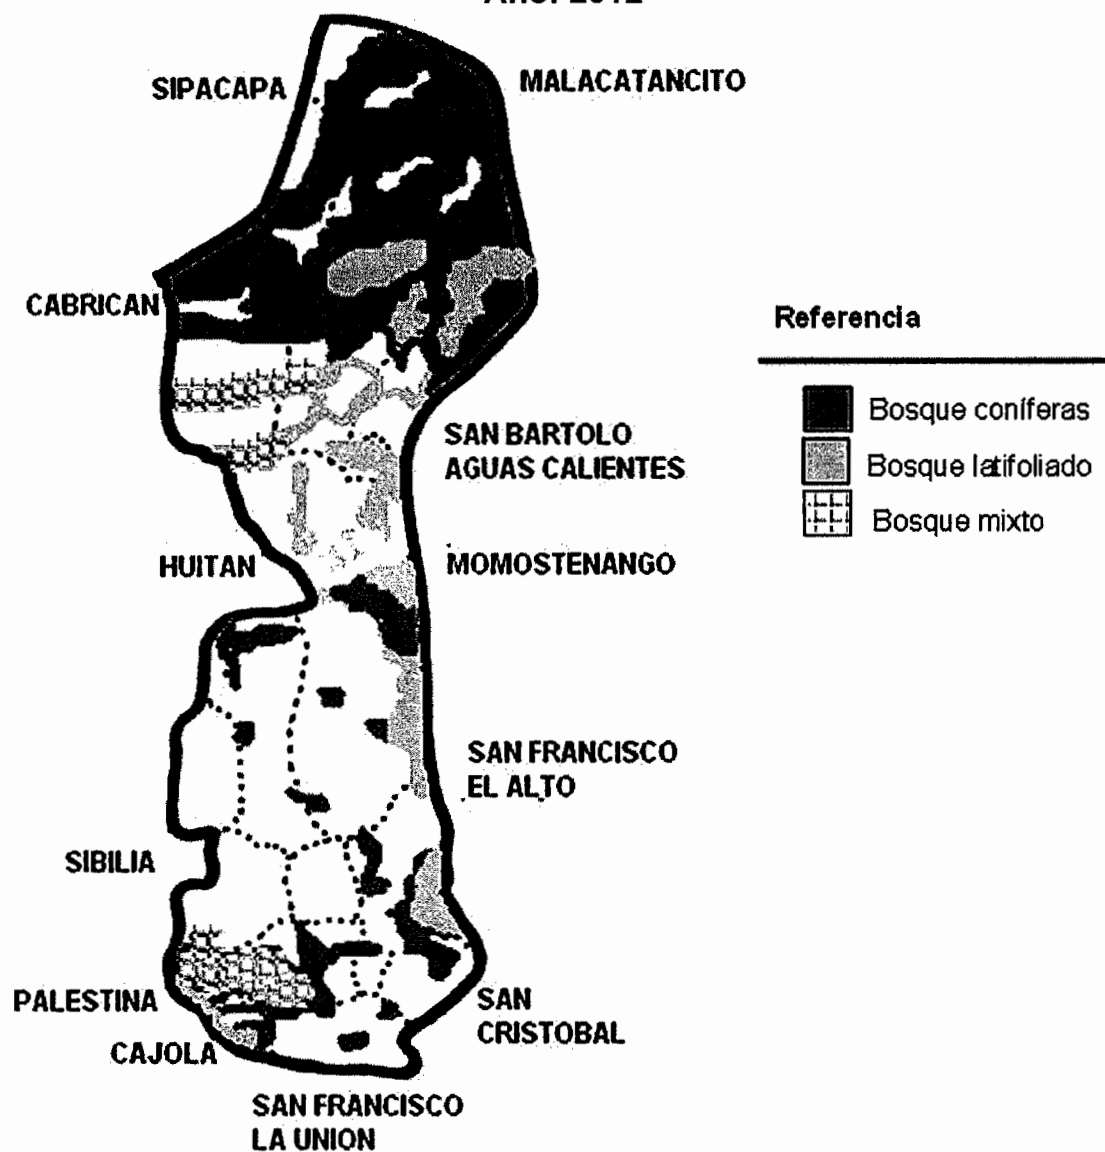 SIPACAPA
MALACATANCITO
CABRICAN
Referencia
Bosque coníferas
Bosque latifoliado
Bosque mixto
SAN BARTOLO
AGUAS CALIENTES
HUITAN
MOMOSTENANGO
SAN FRANCISCO
EL ALTO
SIBILIA
PALESTINA
SAN
CRISTOBAL
CAJOLA
SAN FRANCISCO
LA UNION